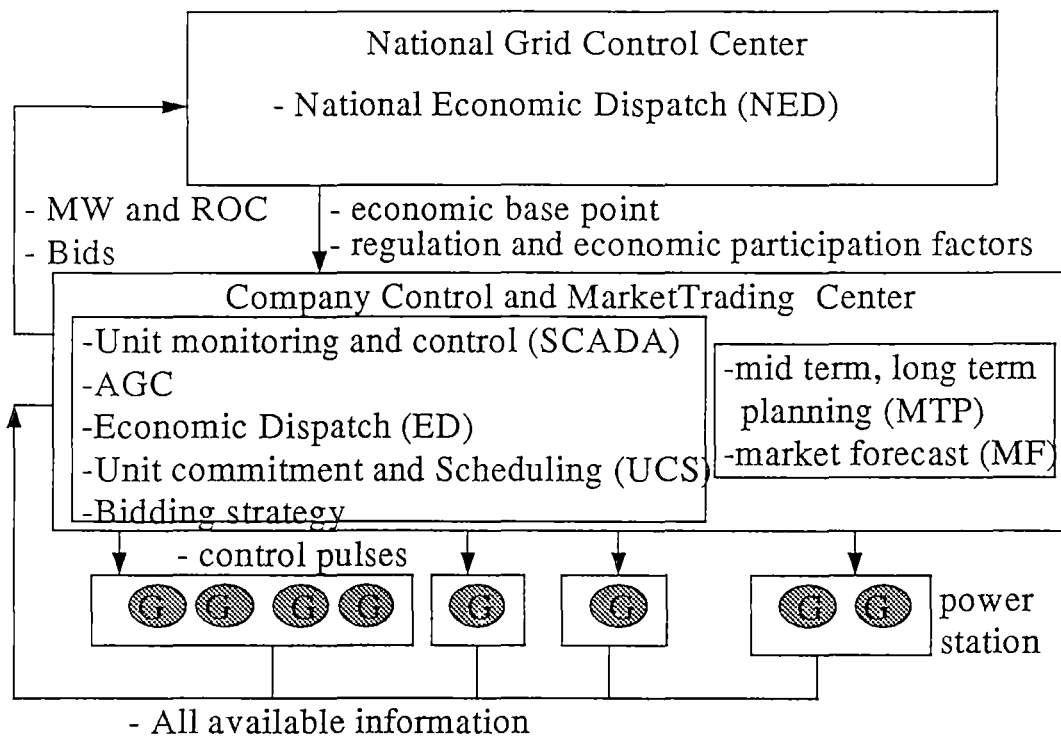 National Grid Control Center
- National Economic Dispatch (NED)
- MW and ROC
- Bids
- economic base point
- regulation and economic participation factors
Company Control and MarketTrading Center
-Unit monitoring and control (SCADA)
-AGC
-Economic Dispatch (ED)
-Unit commitment and Scheduling (UCS)
-Bidding strategy
-mid term, long term
planning (MTP)
-market forecast (MF)
- control pulses
G G G G G G G G
power
station
- All available information